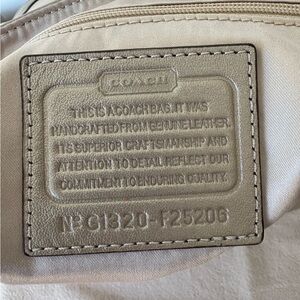 COACH
THIS IS A COACH BAG. IT WAS
HANDCRAFTED FROM GENUINE LEATHER.
ITS SUPERIOR CRAFTSMANSHIP AND
ATTENTION TO DETAIL REFLECT OUR
COMMITMENT TO ENDURING QUALITY.
Nº G1320-F25206